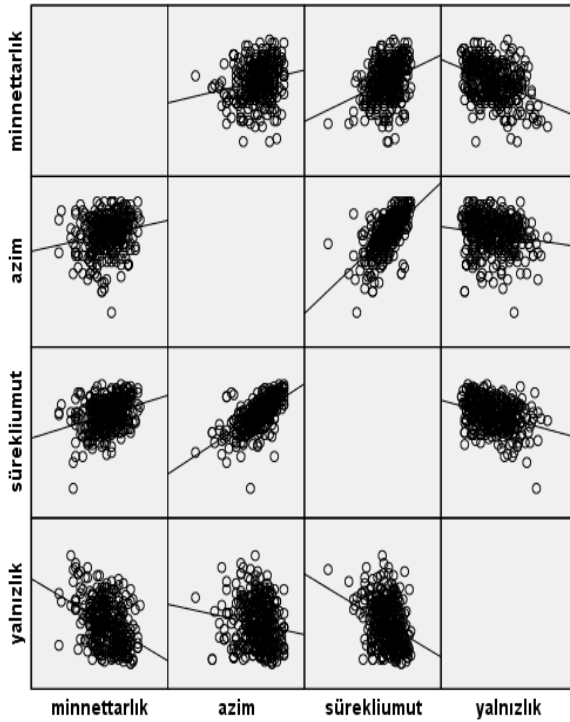 minnettarlık
azim
sürekliumut
yalnızlık
minnettarlık azim sürekliumut yalnızlık